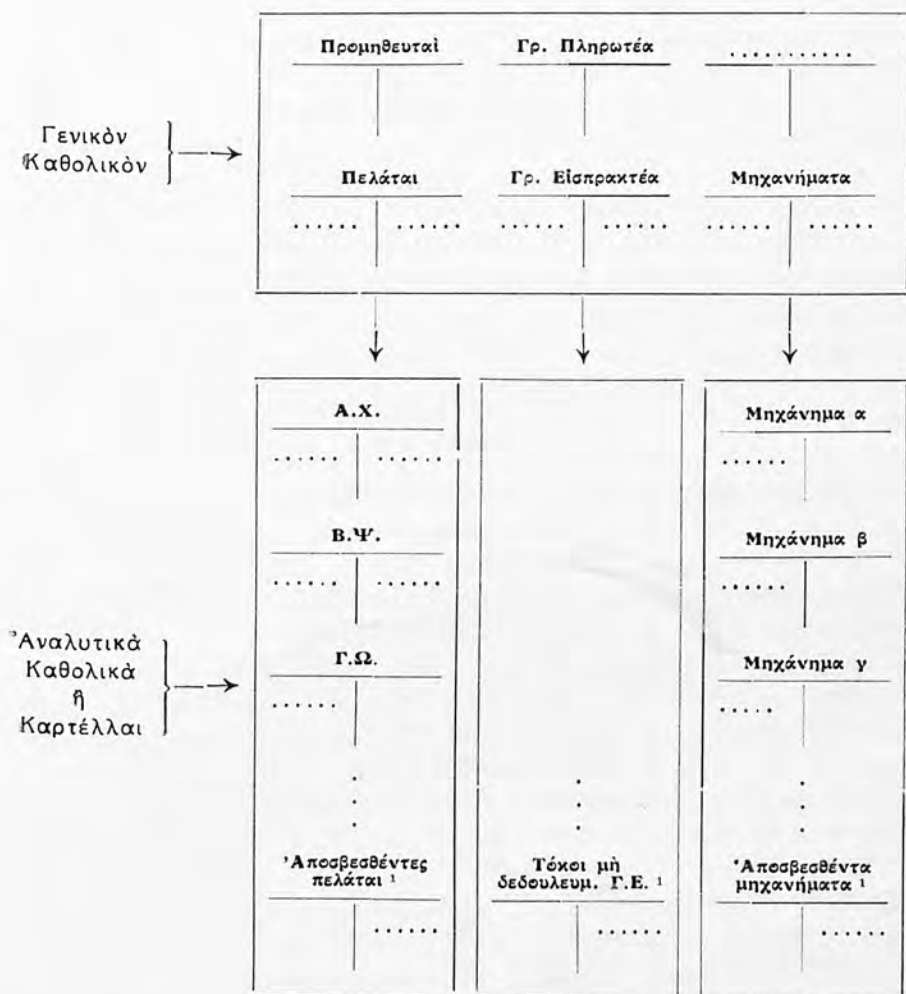 Προμηθευταὶ Γρ. Πληρωτέα ...........
Γενικὸν
Καθολικὸν
Πελάται Γρ. Εἰσπρακτέα Μηχανήματα
...... ...... ...... ...... ...... ......
Α.Χ. Μηχάνημα α
...... ...... ......
Β.Ψ. Μηχάνημα β
...... ...... ......
Ἀναλυτικὰ
Καθολικὰ
ἢ
Καρτέλλαι
Γ.Ω. Μηχάνημα γ
...... .....
Ἀποσβεσθέντες
πελάται ¹
Τόκοι μὴ
δεδουλευμ. Γ.Ε. ¹
Ἀποσβεσθέντα
μηχανήματα ¹
...... ...... ......